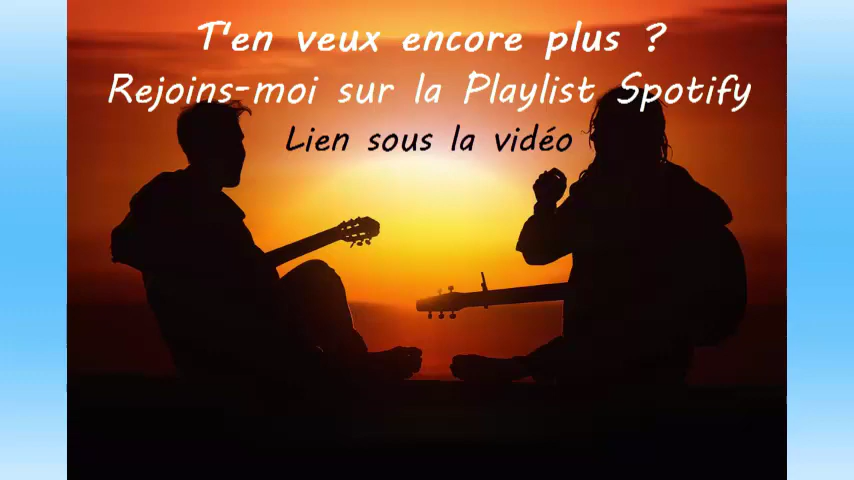 T'en veux encore plus ?
Rejoins-moi sur la Playlist Spotify
Lien sous la vidéo